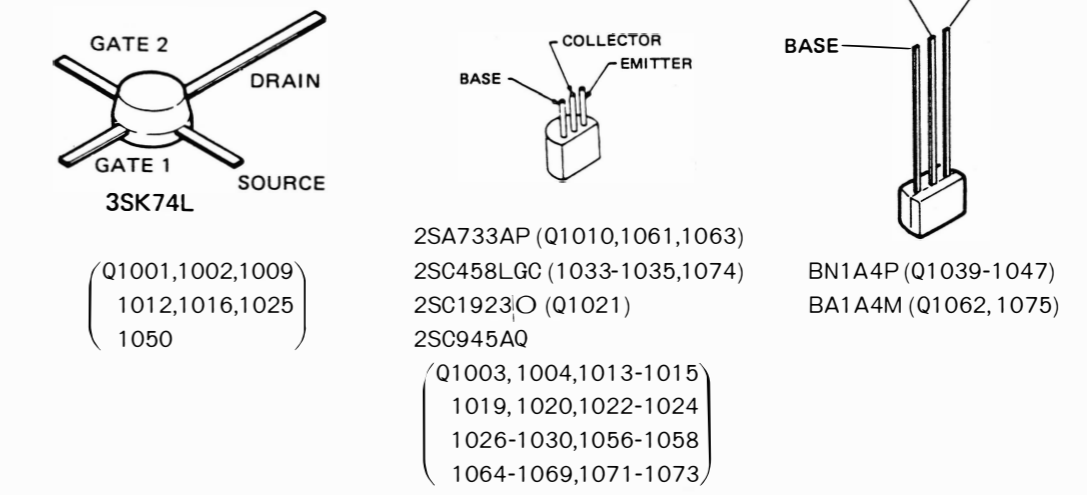 GATE 2
DRAIN
GATE 1
SOURCE
3SK74L
(Q1001,1002,1009
1012,1016,1025
1050)
COLLECTOR
EMITTER
BASE
2SA733AP (Q1010,1061,1063)
2SC458LGC (1033-1035,1074)
2SC1923O (Q1021)
2SC945AQ
(Q1003,1004,1013-1015
1019,1020,1022-1024
1026-1030,1056-1058
1064-1069,1071-1073)
BASE
BN1A4P (Q1039-1047)
BA1A4M (Q1062,1075)